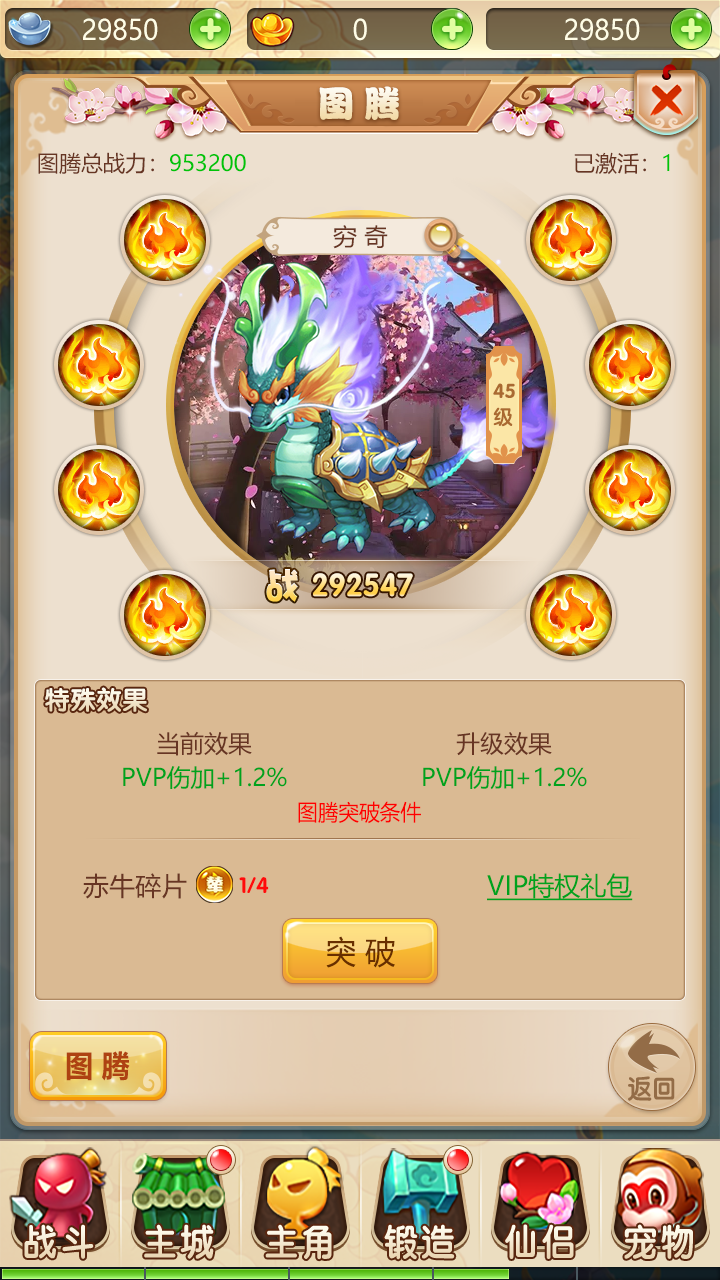 29850
0
29850
图腾
图腾总战力：953200
已激活：1
穷奇
45级
战 292547
特殊效果
当前效果
升级效果
PVP伤加+1.2%
PVP伤加+1.2%
图腾突破条件
赤牛碎片
1/4
VIP特权礼包
突破
图腾
返回
战斗
主城
主角
锻造
仙侣
宠物